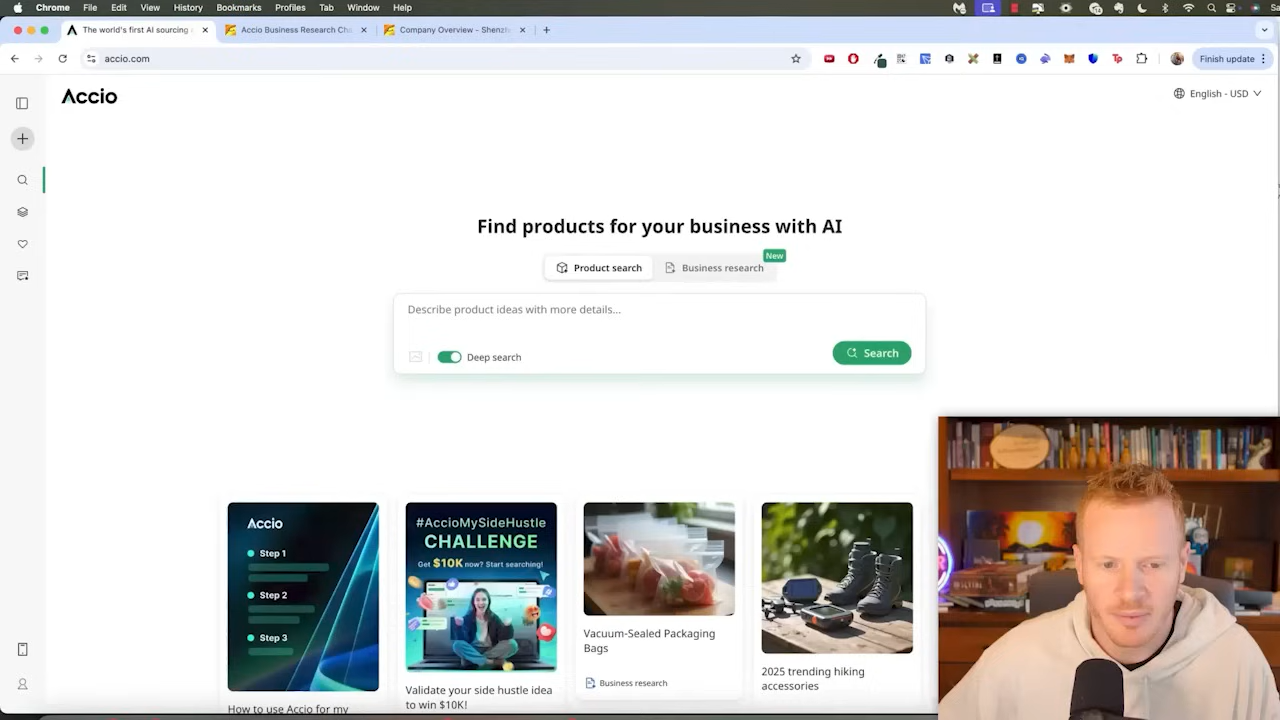 Chrome File Edit View History Bookmarks Profiles Tab Window Help
The world's first AI sourcing
Accio Business Research Cha
Company Overview - Shenzh
accio.com
Finish update
Accio
English - USD
Find products for your business with AI
New
Product search
Business research
Describe product ideas with more details...
Deep search
Search
Accio
Step 1
Step 2
Step 3
How to use Accio for my
#AccioMySideHustle
CHALLENGE
Get $10K now? Start searching!
Validate your side hustle idea
to win $10K!
Vacuum-Sealed Packaging
Bags
Business research
2025 trending hiking
accessories